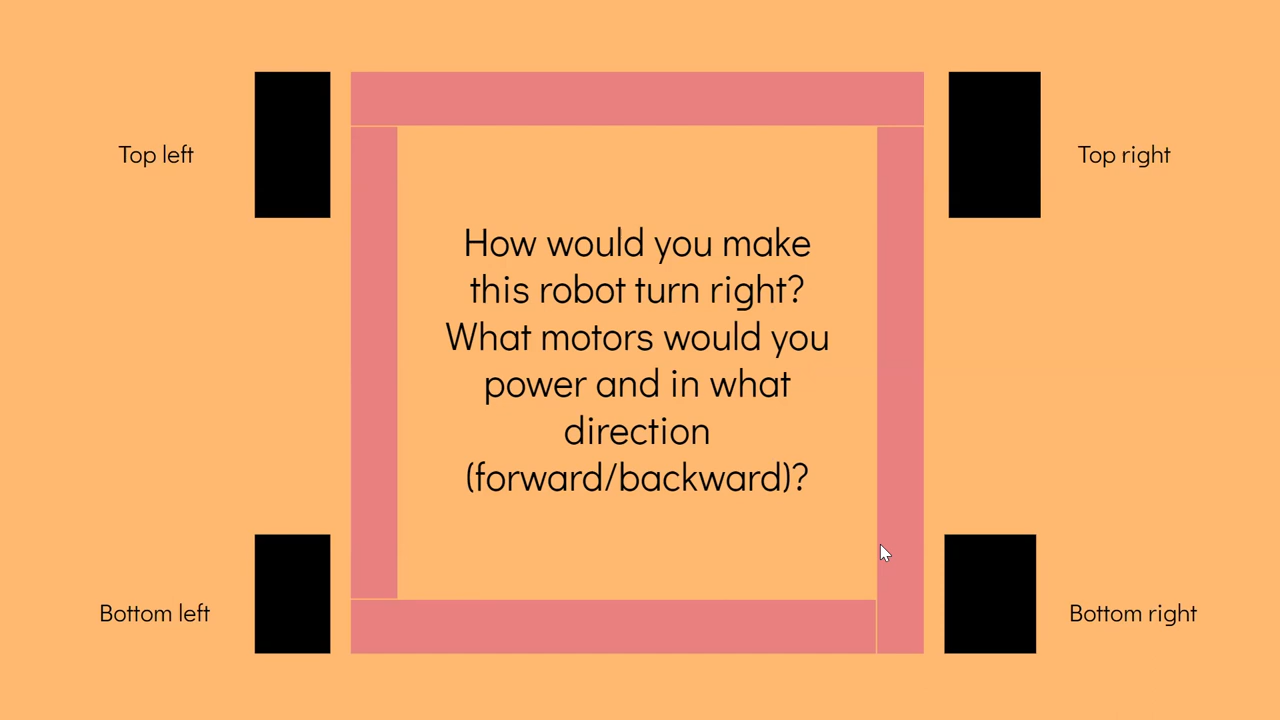 Top left
Top right
How would you make
this robot turn right?
What motors would you
power and in what
direction
(forward/backward)?
Bottom left
Bottom right